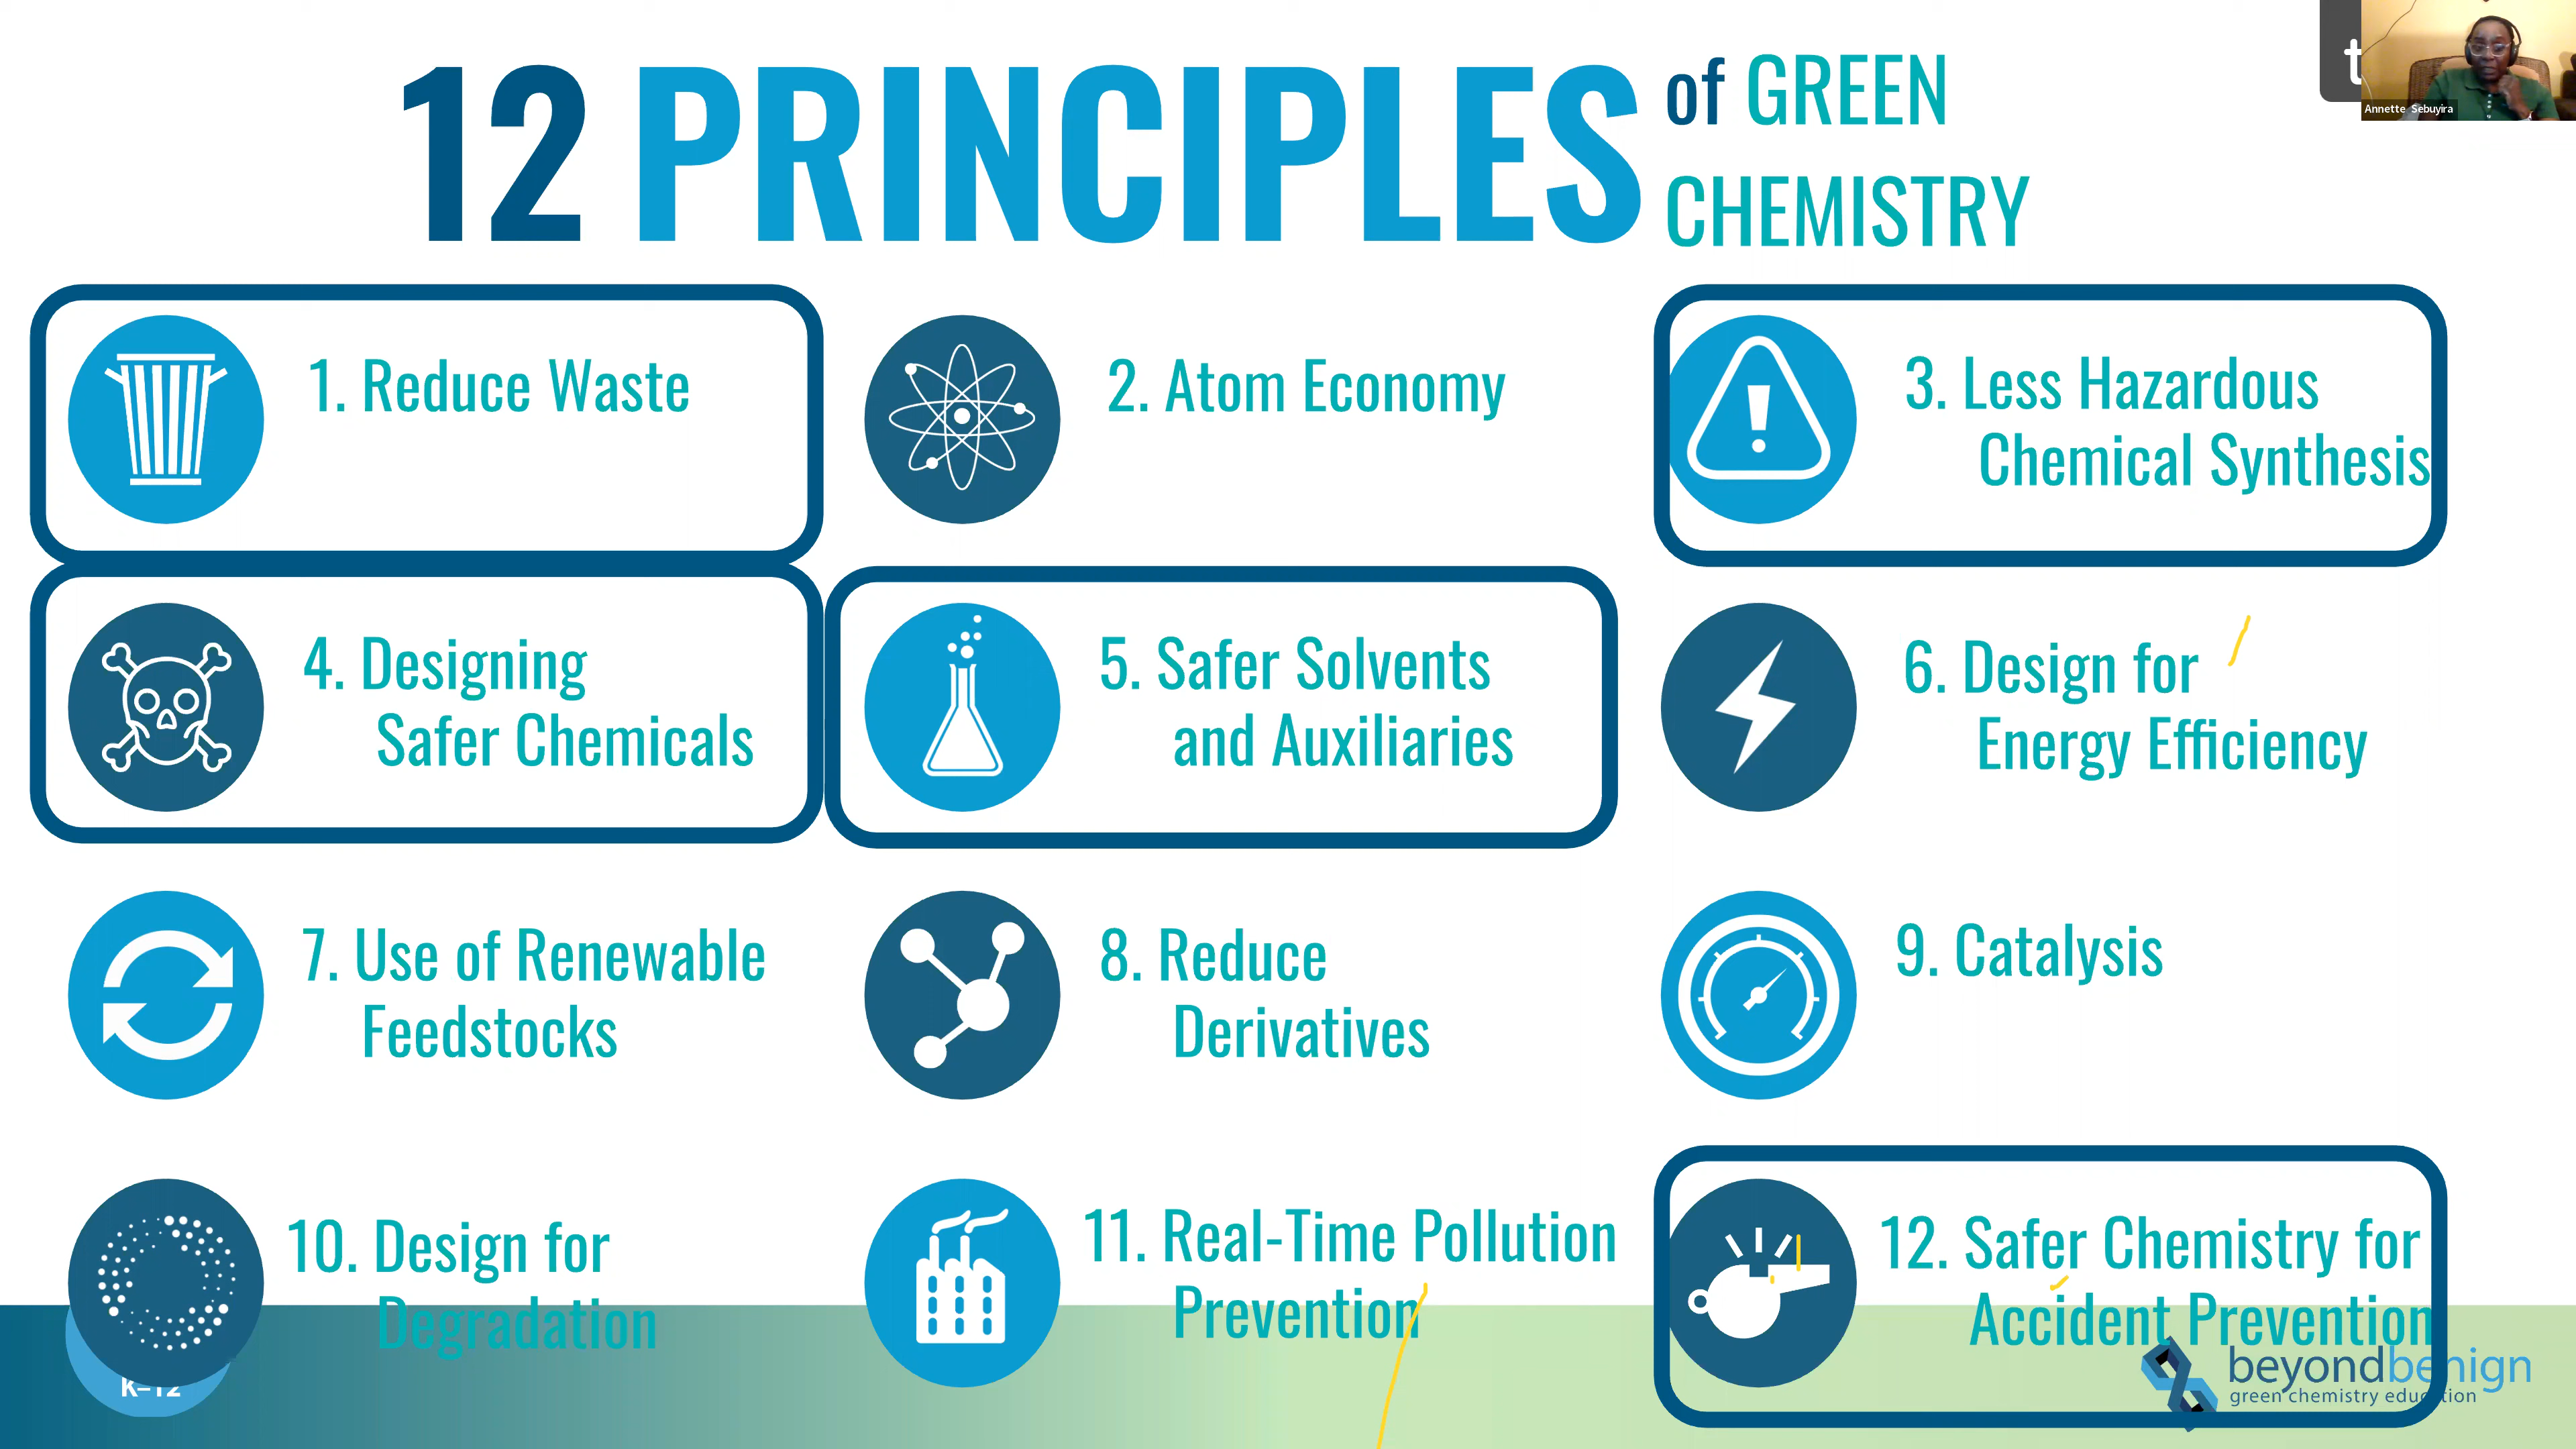 12 PRINCIPLES of GREEN
CHEMISTRY
t
Annette Sebuyira
1. Reduce Waste
2. Atom Economy
3. Less Hazardous
Chemical Synthesis
4. Designing
Safer Chemicals
5. Safer Solvents
and Auxiliaries
6. Design for
Energy Efficiency
7. Use of Renewable
Feedstocks
8. Reduce
Derivatives
9. Catalysis
10. Design for
Degradation
11. Real-Time Pollution
Prevention
12. Safer Chemistry for
Accident Prevention
K–12
beyondbenign
green chemistry education